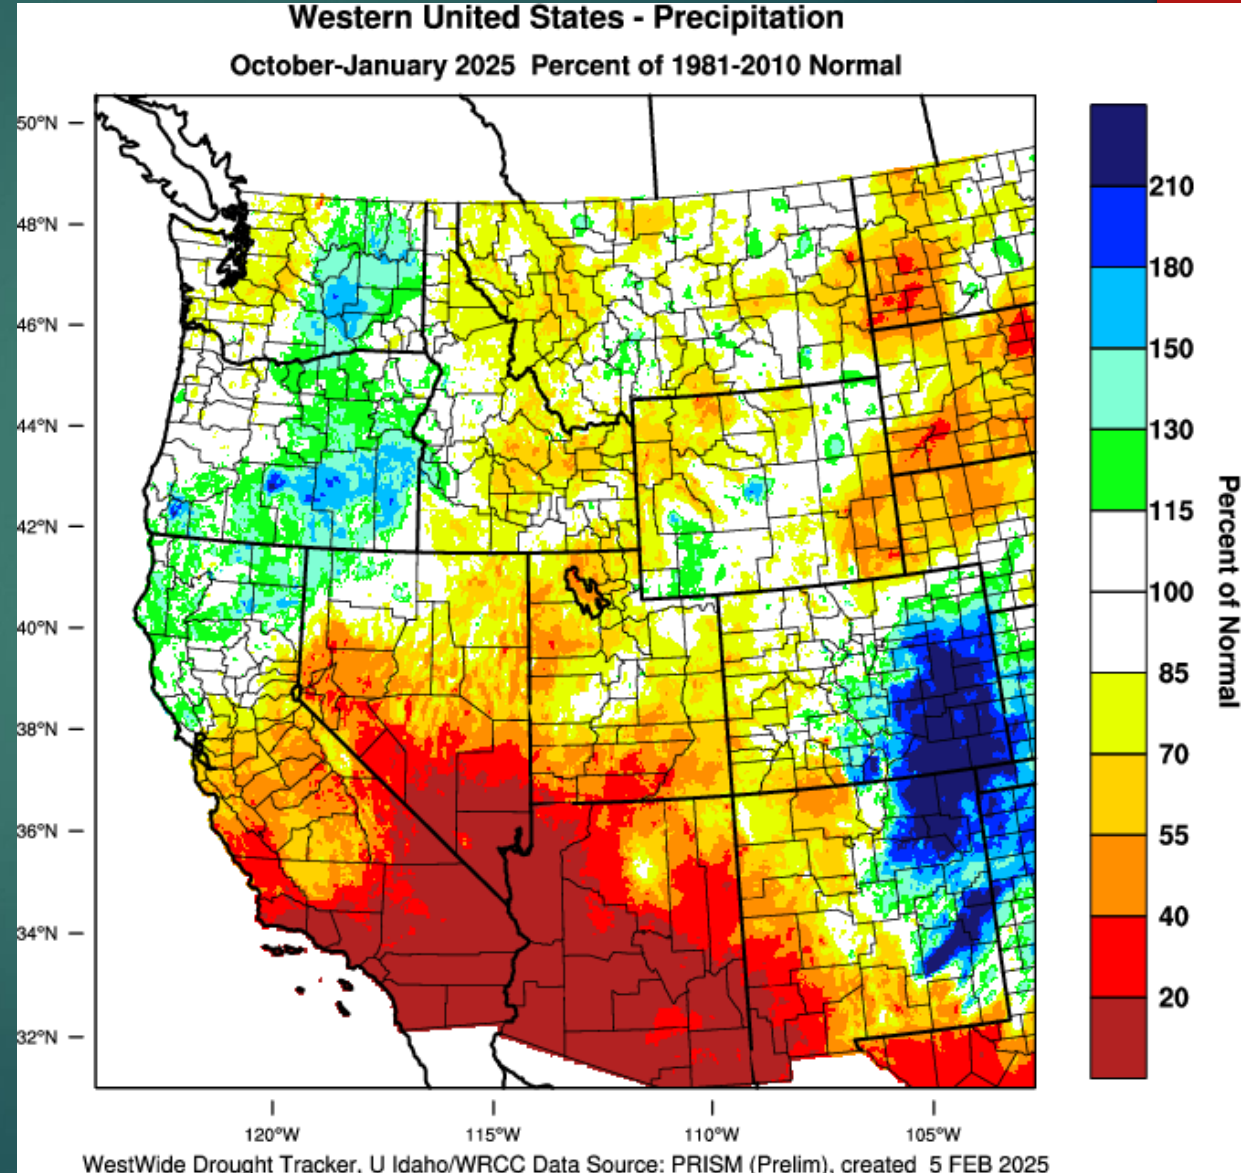 Western United States - Precipitation
October-January 2025 Percent of 1981-2010 Normal
50°N
48°N
46°N
44°N
42°N
40°N
38°N
36°N
34°N
32°N
120°W
115°W
110°W
105°W
210
180
150
130
115
100
85
70
55
40
20
Percent of Normal
WestWide Drought Tracker, U Idaho/WRCC Data Source: PRISM (Prelim), created 5 FEB 2025